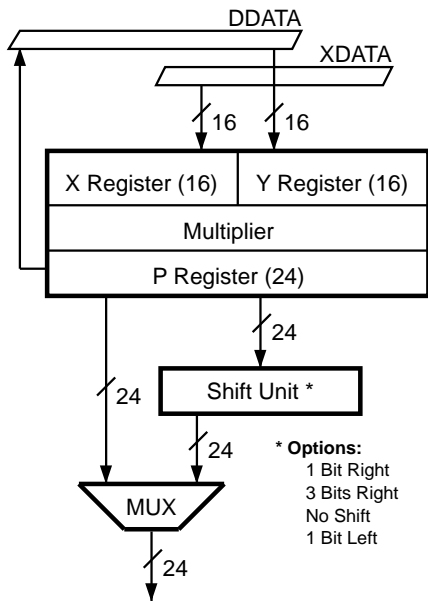 DDATA
XDATA
16 16
X Register (16) Y Register (16)
Multiplier
P Register (24)
24
Shift Unit *
24
24
* Options:
1 Bit Right
3 Bits Right
No Shift
1 Bit Left
MUX
24